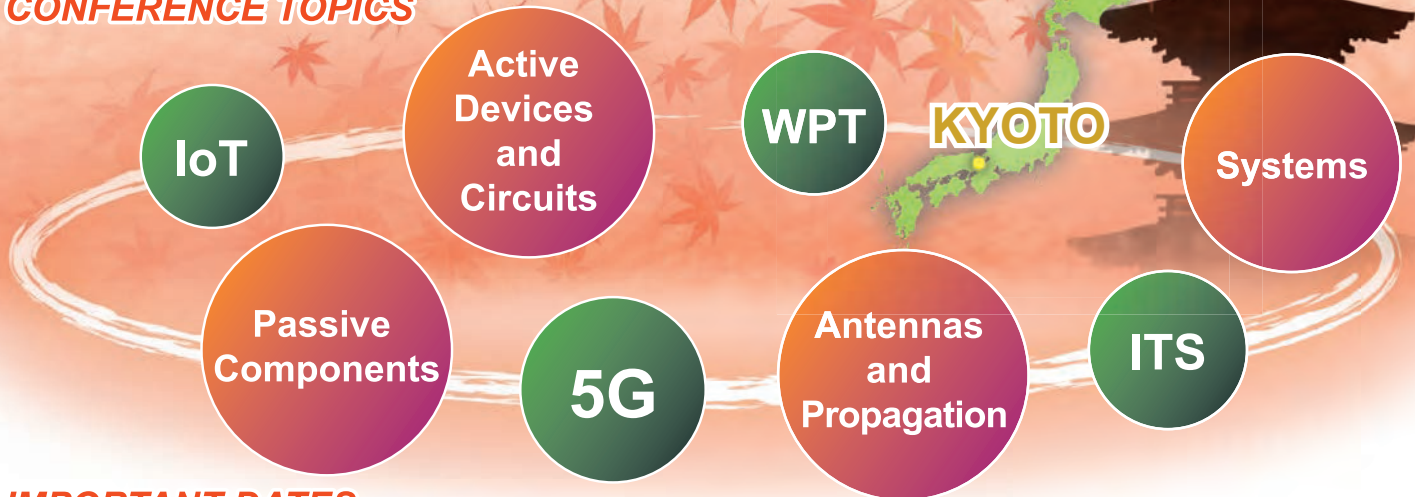 CONFERENCE TOPICS
IoT
Active
Devices
and
Circuits
WPT
KYOTO
Systems
Passive
Components
5G
Antennas
and
Propagation
ITS
IMPORTANT DATES